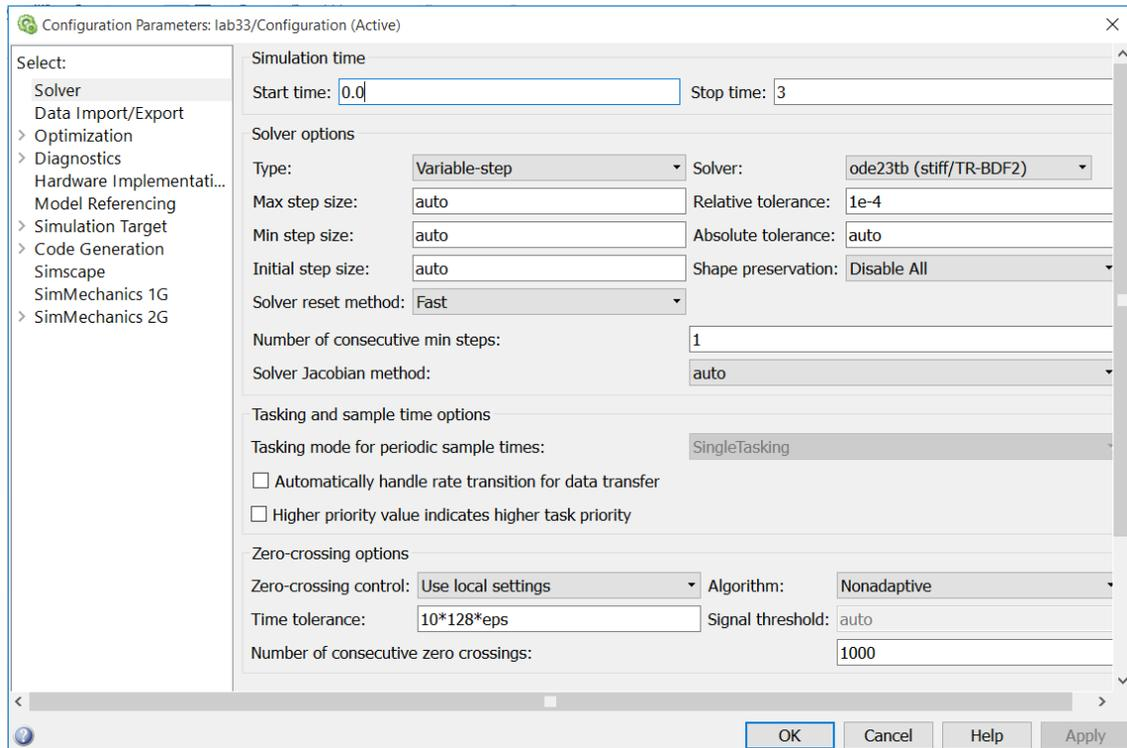 Configuration Parameters: lab33/Configuration (Active)
Select:
Solver
Data Import/Export
Optimization
Diagnostics
Hardware Implementati...
Model Referencing
Simulation Target
Code Generation
Simscape
SimMechanics 1G
SimMechanics 2G
Simulation time
Start time: 0.0 Stop time: 3
Solver options
Type: Variable-step Solver: ode23tb (stiff/TR-BDF2)
Max step size: auto Relative tolerance: 1e-4
Min step size: auto Absolute tolerance: auto
Initial step size: auto Shape preservation: Disable All
Solver reset method: Fast
Number of consecutive min steps: 1
Solver Jacobian method: auto
Tasking and sample time options
Tasking mode for periodic sample times: SingleTasking
Automatically handle rate transition for data transfer
Higher priority value indicates higher task priority
Zero-crossing options
Zero-crossing control: Use local settings Algorithm: Nonadaptive
Time tolerance: 10*128*eps Signal threshold: auto
Number of consecutive zero crossings: 1000
OK Cancel Help Apply